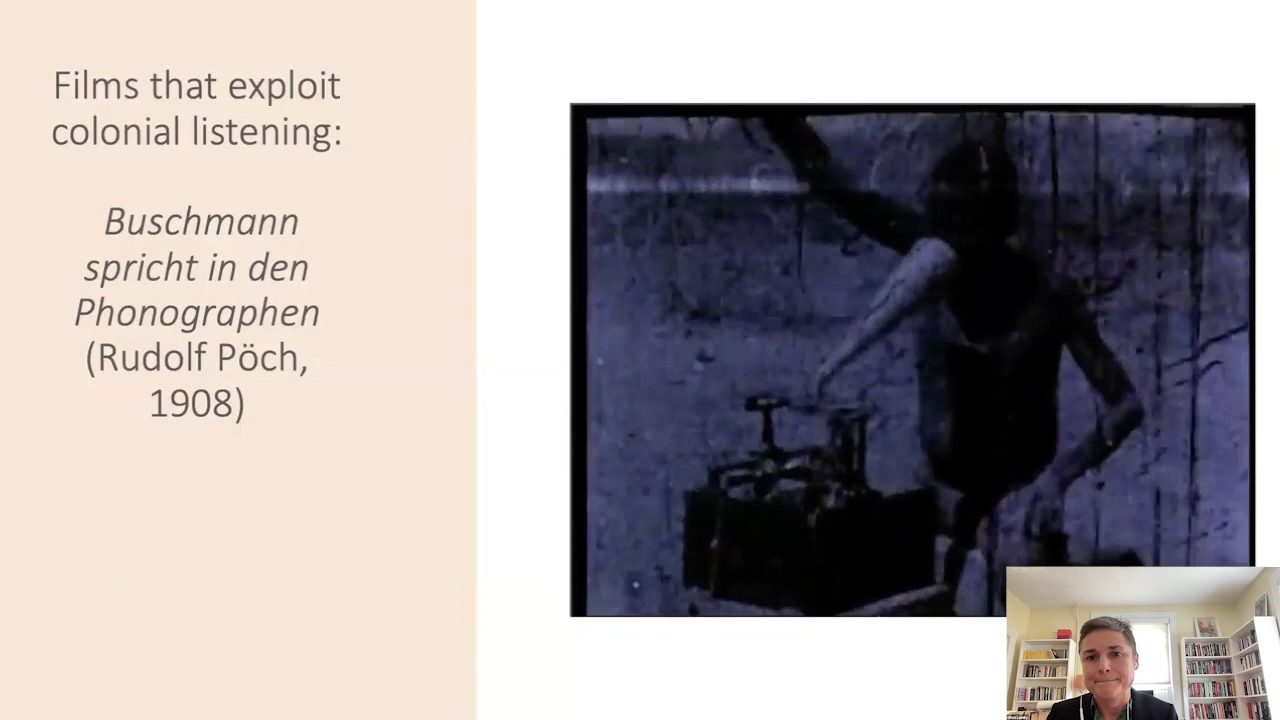 Films that exploit
colonial listening:
Buschmann
spricht in den
Phonographen
(Rudolf Pöch,
1908)